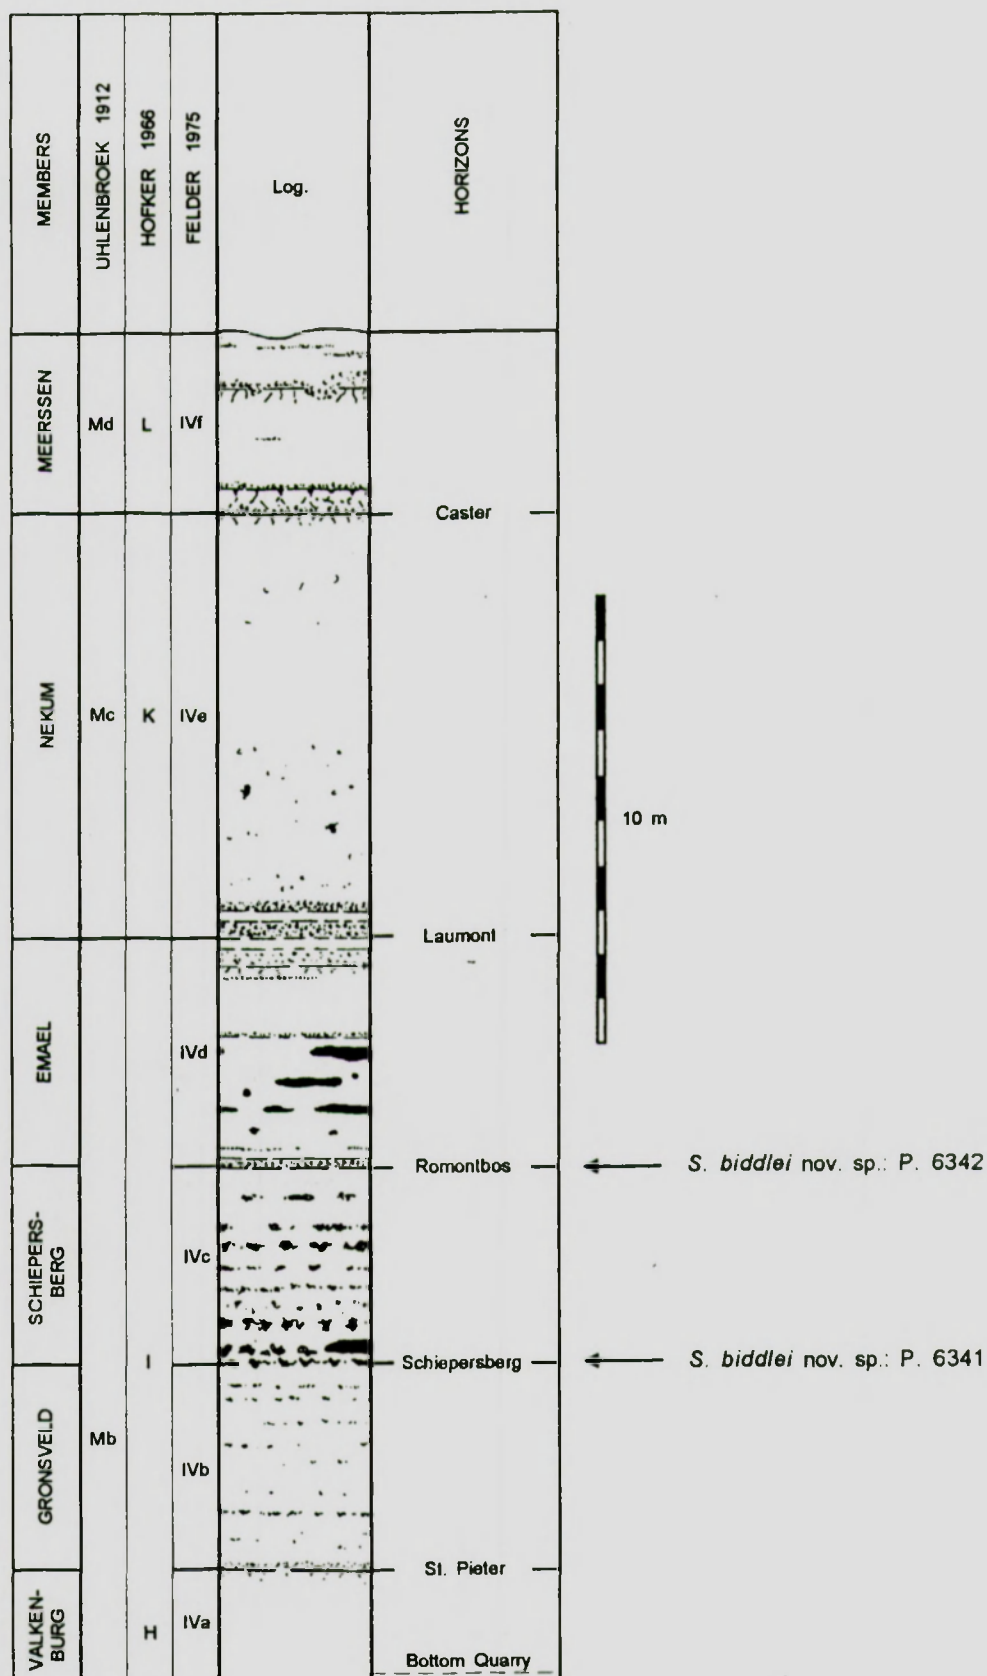 MEMBERS
UHLENBROEK 1912
HOFKER 1966
FELDER 1975
Log.
HORIZONS
MEERSSEN
Md
L
IVf
Caster
NEKUM
Mc
K
IVe
10 m
Laumont
EMAEL
IVd
Romontbos
S. biddlei nov. sp.: P. 6342
SCHIEPERS-
BERG
IVc
I
Schiepersberg
S. biddlei nov. sp.: P. 6341
GRONSVELD
Mb
IVb
St. Pieter
VALKEN-
BURG
H
IVa
Bottom Quarry